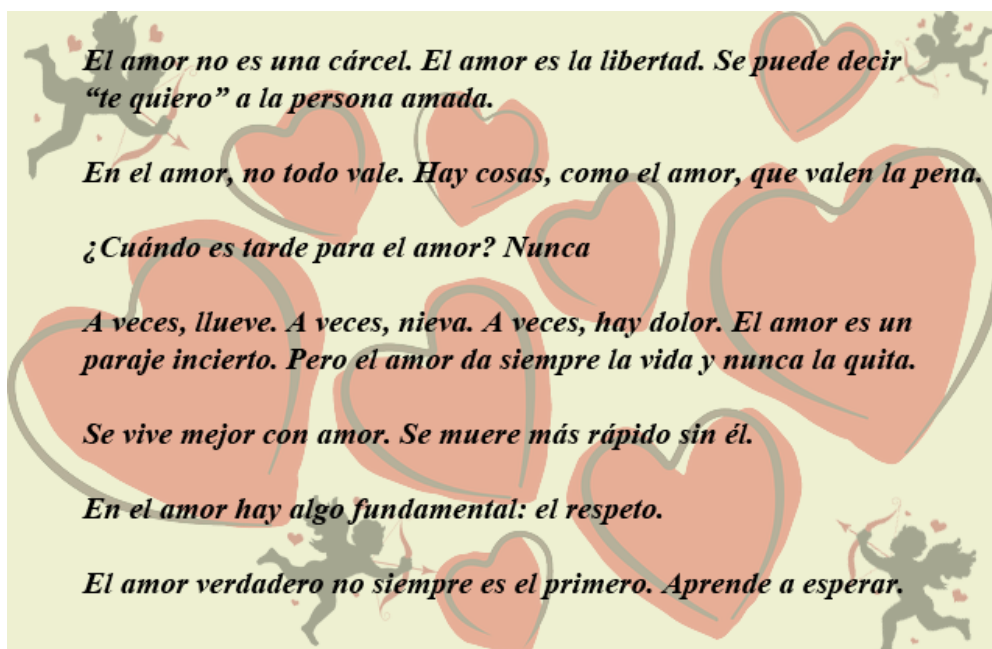 El amor no es una cárcel. El amor es la libertad. Se puede decir
“te quiero” a la persona amada.
En el amor, no todo vale. Hay cosas, como el amor, que valen la pena.
¿Cuándo es tarde para el amor? Nunca
A veces, llueve. A veces, nieva. A veces, hay dolor. El amor es un
paraje incierto. Pero el amor da siempre la vida y nunca la quita.
Se vive mejor con amor. Se muere más rápido sin él.
En el amor hay algo fundamental: el respeto.
El amor verdadero no siempre es el primero. Aprende a esperar.